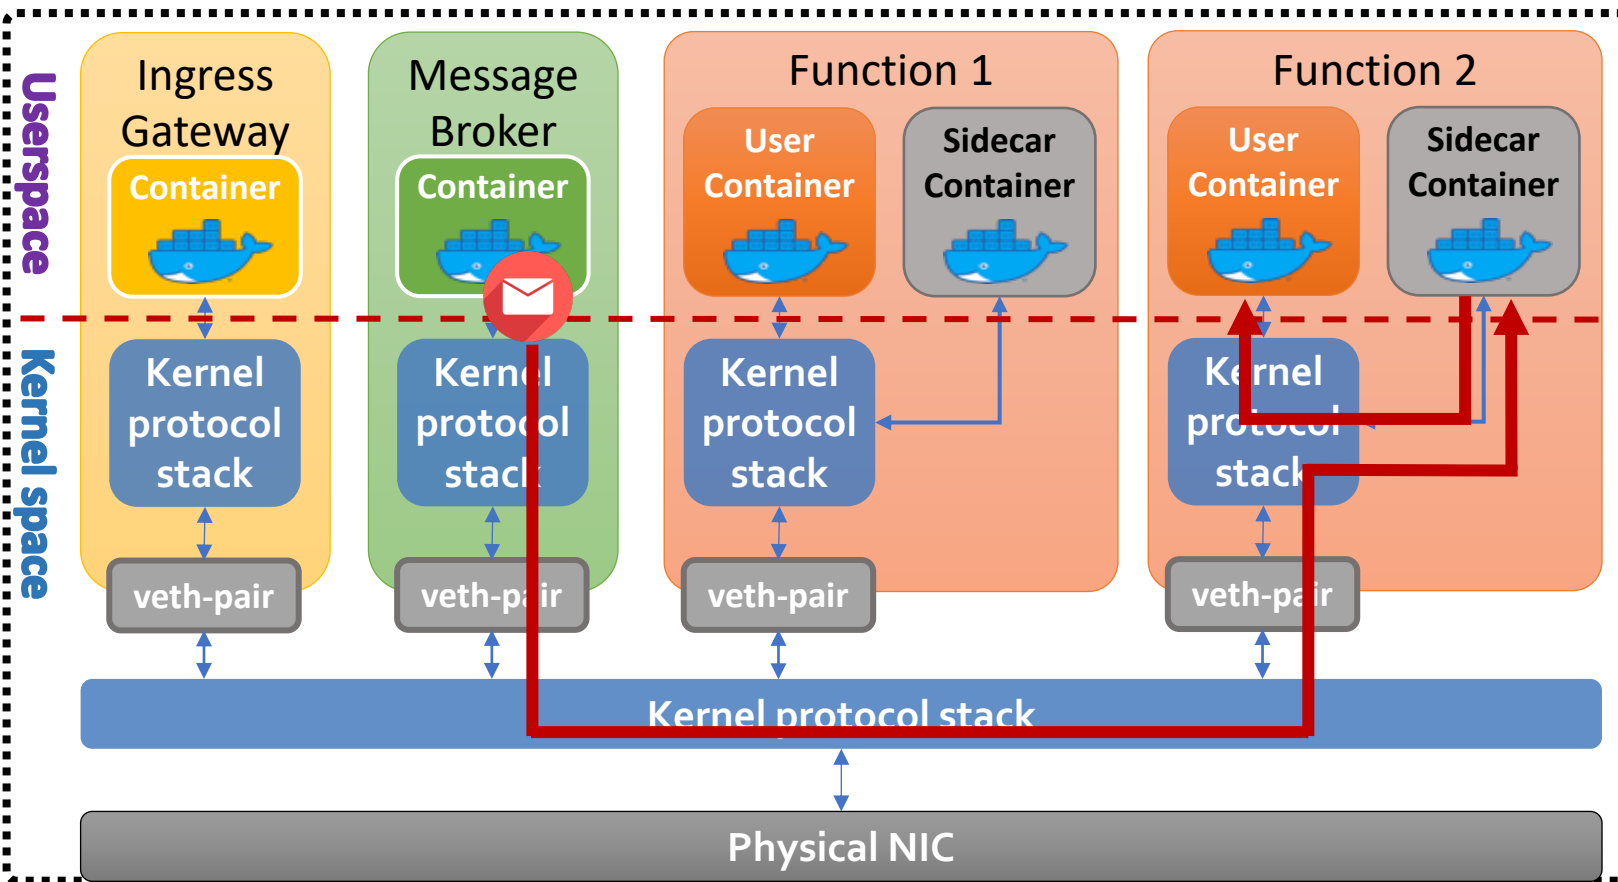 Userspace
Kernel space
Ingress
Gateway
Container
Kernel
protocol
stack
veth-pair
Message
Broker
Container
Kernel
protocol
stack
veth-pair
Function 1
User
Container
Sidecar
Container
Kernel
protocol
stack
veth-pair
Function 2
User
Container
Sidecar
Container
Kernel
protocol
stack
veth-pair
Kernel protocol stack
Physical NIC